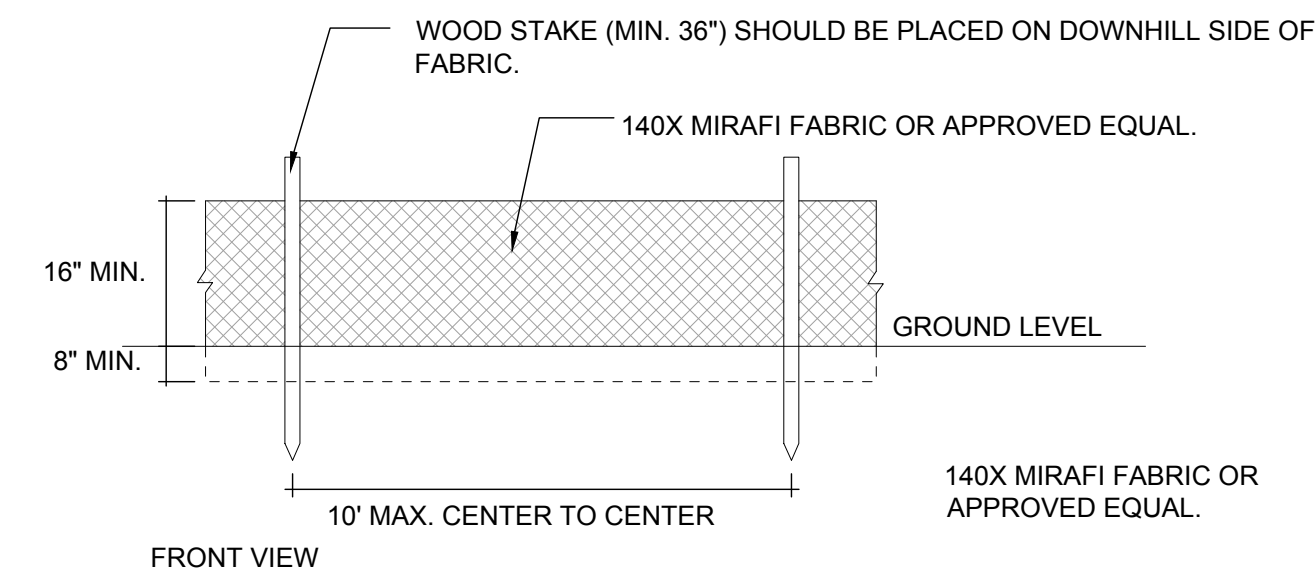 WOOD STAKE (MIN. 36") SHOULD BE PLACED ON DOWNHILL SIDE OF
FABRIC.
140X MIRAFI FABRIC OR APPROVED EQUAL.
16" MIN.
GROUND LEVEL
8" MIN.
140X MIRAFI FABRIC OR
APPROVED EQUAL.
10' MAX. CENTER TO CENTER
FRONT VIEW